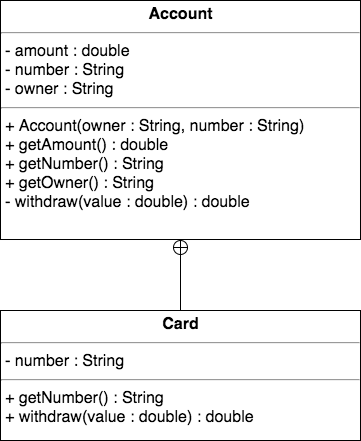 Account
- amount : double
- number : String
- owner : String
+ Account(owner : String, number : String)
+ getAmount() : double
+ getNumber() : String
+ getOwner() : String
- withdraw(value : double) : double
Card
- number : String
+ getNumber() : String
+ withdraw(value : double) : double